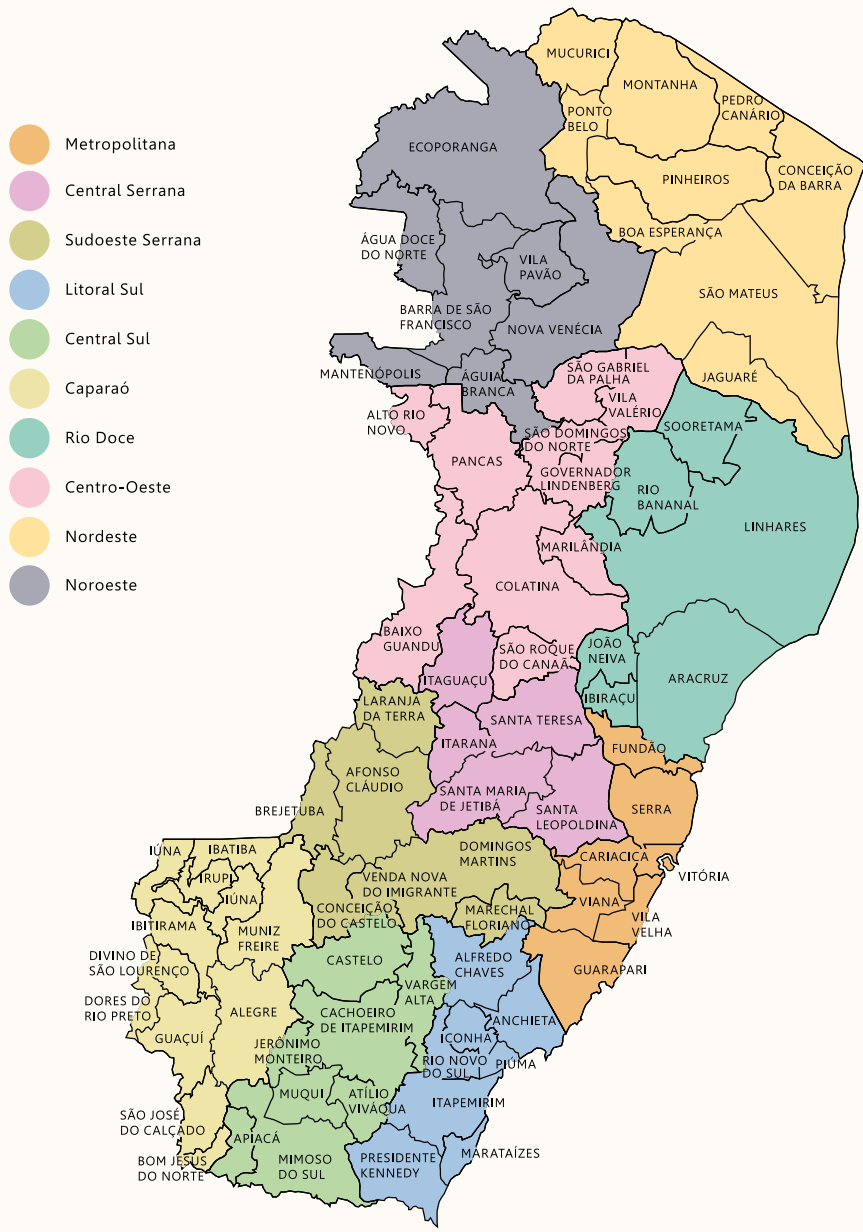 Metropolitana
Central Serrana
Sudoeste Serrana
Litoral Sul
Central Sul
Caparaó
Rio Doce
Centro-Oeste
Nordeste
Noroeste
MUCURICI
MONTANHA
PEDRO
CANÁRIO
PONTO
BELO
ECOPORANGA
PINHEIROS
CONCEIÇÃO
DA BARRA
BOA ESPERANÇA
ÁGUA DOCE
DO NORTE
VILA
PAVÃO
SÃO MATEUS
BARRA DE SÃO
FRANCISCO
NOVA VENÉCIA
MANTENÓPOLIS
ÁGUIA
BRANCA
SÃO GABRIEL
DA PALHA
JAGUARÉ
VILA
VALÉRIO
ALTO RIO
NOVO
SOORETAMA
SÃO DOMINGOS
DO NORTE
PANCAS
GOVERNADOR
LINDENBERG
RIO
BANANAL
LINHARES
MARILÂNDIA
COLATINA
BAIXO
GUANDU
SÃO ROQUE
DO CANAÃ
JOÃO
NEIVA
ARACRUZ
ITAGUAÇU
IBIRAÇU
LARANJA
DA TERRA
SANTA TERESA
ITARANA
FUNDÃO
AFONSO
CLÁUDIO
SANTA MARIA
DE JETIBÁ
BREJETUBA
SANTA
LEOPOLDINA
SERRA
IÚNA
IBATIBA
DOMINGOS
MARTINS
CARIACICA
VITÓRIA
IRUPI
IÚNA
VENDA NOVA
DO IMIGRANTE
VIANA
IBITIRAMA
MUNIZ
FREIRE
CONCEIÇÃO
DO CASTELO
MARECHAL
FLORIANO
VILA
VELHA
DIVINO DE
SÃO LOURENÇO
CASTELO
ALFREDO
CHAVES
GUARAPARI
DORES DO
RIO PRETO
VARGEM
ALTA
ALEGRE
CACHOEIRO
DE ITAPEMIRIM
ANCHIETA
GUAÇUÍ
JERÔNIMO
MONTEIRO
ICONHA
RIO NOVO
DO SUL
PIÚMA
MUQUI
ATÍLIO
VIVÁQUA
ITAPEMIRIM
SÃO JOSÉ
DO CALÇADO
APIACÁ
BOM JESUS
DO NORTE
MIMOSO
DO SUL
PRESIDENTE
KENNEDY
MARATAÍZES